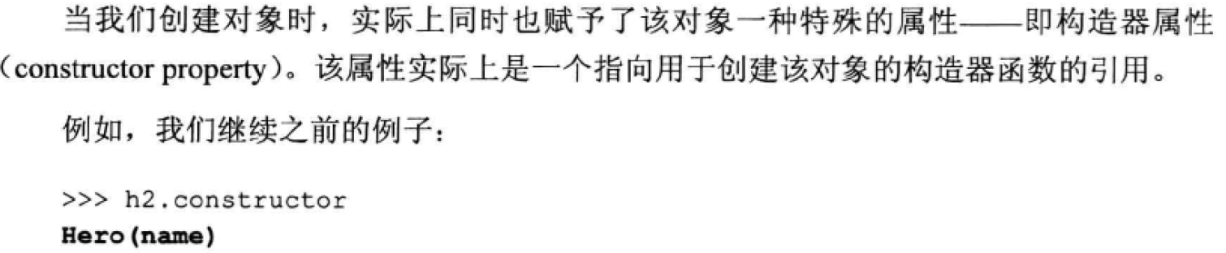 当我们创建对象时，实际上同时也赋予了该对象一种特殊的属性——即构造器属性
（constructor property）。该属性实际上是一个指向用于创建该对象的构造器函数的引用。
例如，我们继续之前的例子：
>>> h2.constructor
Hero(name)